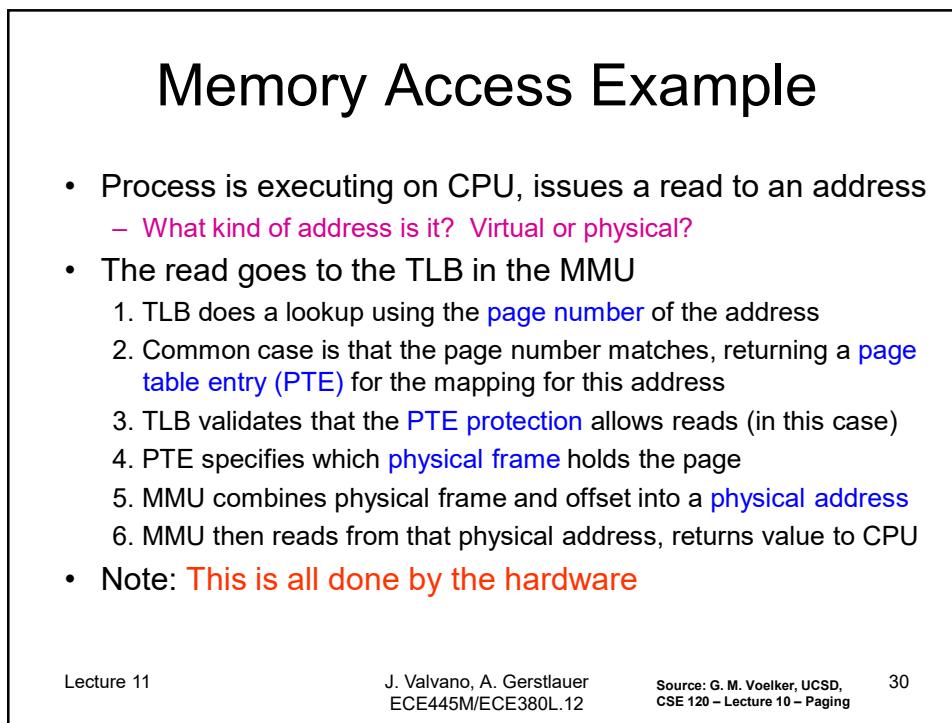 Memory Access Example
• Process is executing on CPU, issues a read to an address
– What kind of address is it?  Virtual or physical?
• The read goes to the TLB in the MMU
1. TLB does a lookup using the page number of the address
2. Common case is that the page number matches, returning a page
table entry (PTE) for the mapping for this address
3. TLB validates that the PTE protection allows reads (in this case)
4. PTE specifies which physical frame holds the page
5. MMU combines physical frame and offset into a physical address
6. MMU then reads from that physical address, returns value to CPU
• Note: This is all done by the hardware
Lecture 11
J. Valvano, A. Gerstlauer
ECE445M/ECE380L.12
Source: G. M. Voelker, UCSD,
CSE 120 – Lecture 10 – Paging
30